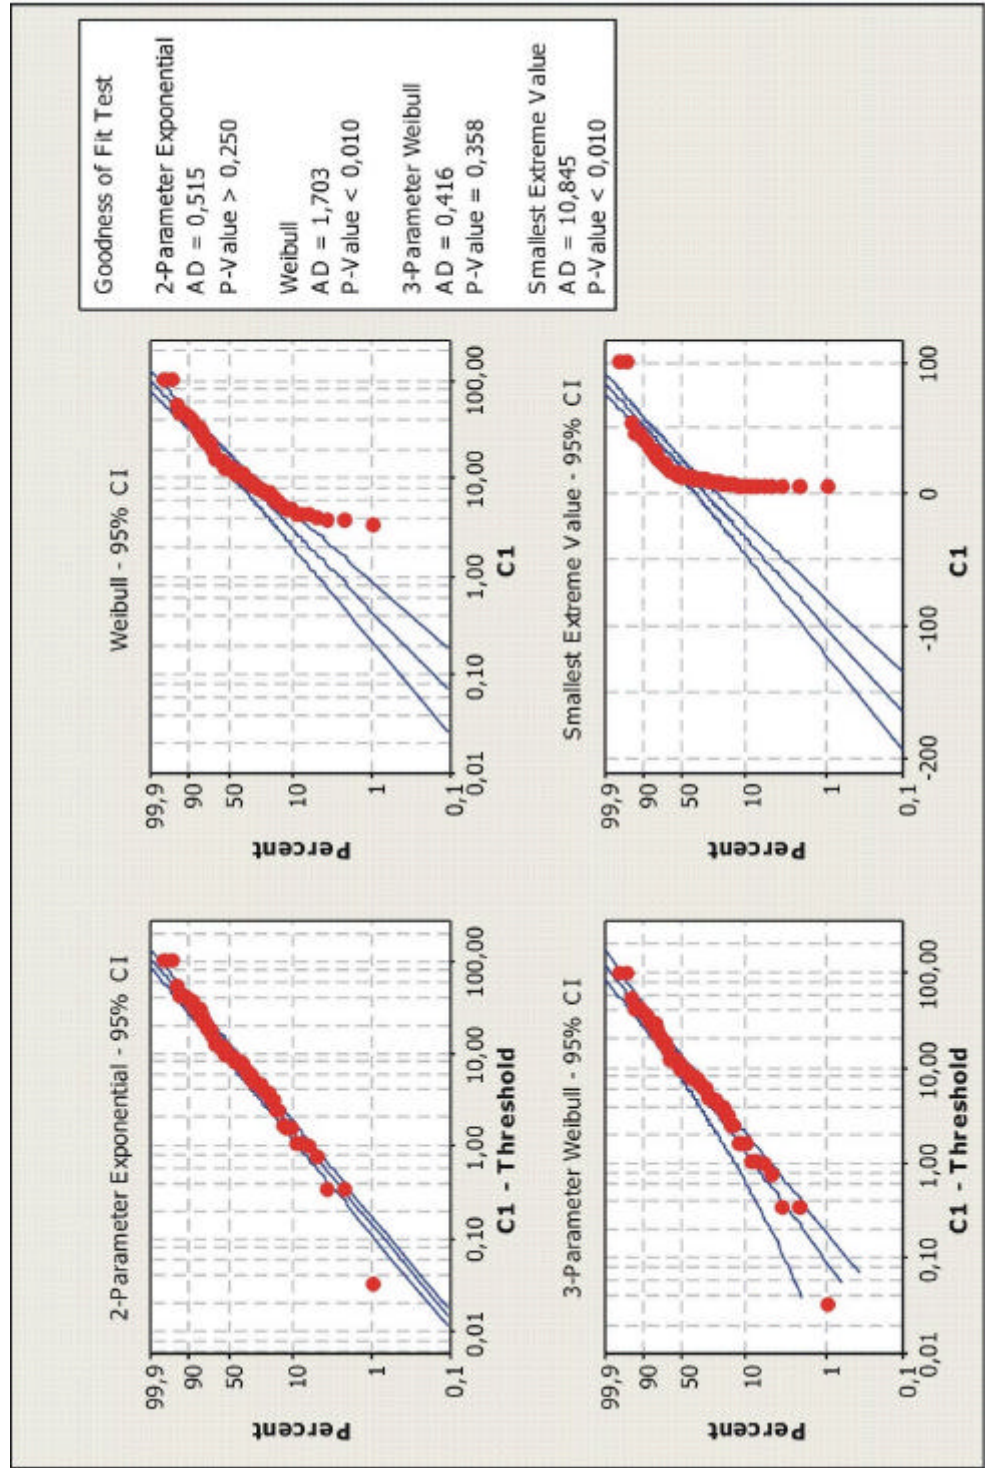 2-Parameter Exponential - 95% CI
99,9
90
50
10
1
0,1
Percent
0,01
0,10
1,00
10,00
100,00
C1 - Threshold
Weibull - 95% CI
99,9
90
50
10
1
0,1
Percent
0,01
0,10
1,00
10,00
100,00
C1
3-Parameter Weibull - 95% CI
99,9
90
50
10
1
0,1
Percent
0,01
0,10
1,00
10,00
100,00
C1 - Threshold
Smallest Extreme Value - 95% CI
99,9
90
50
10
1
0,1
Percent
-200
-100
0
100
C1
Goodness of Fit Test
2-Parameter Exponential
AD = 0,515
P-Value > 0,250
Weibull
AD = 1,703
P-Value < 0,010
3-Parameter Weibull
AD = 0,416
P-Value = 0,358
Smallest Extreme Value
AD = 10,845
P-Value < 0,010